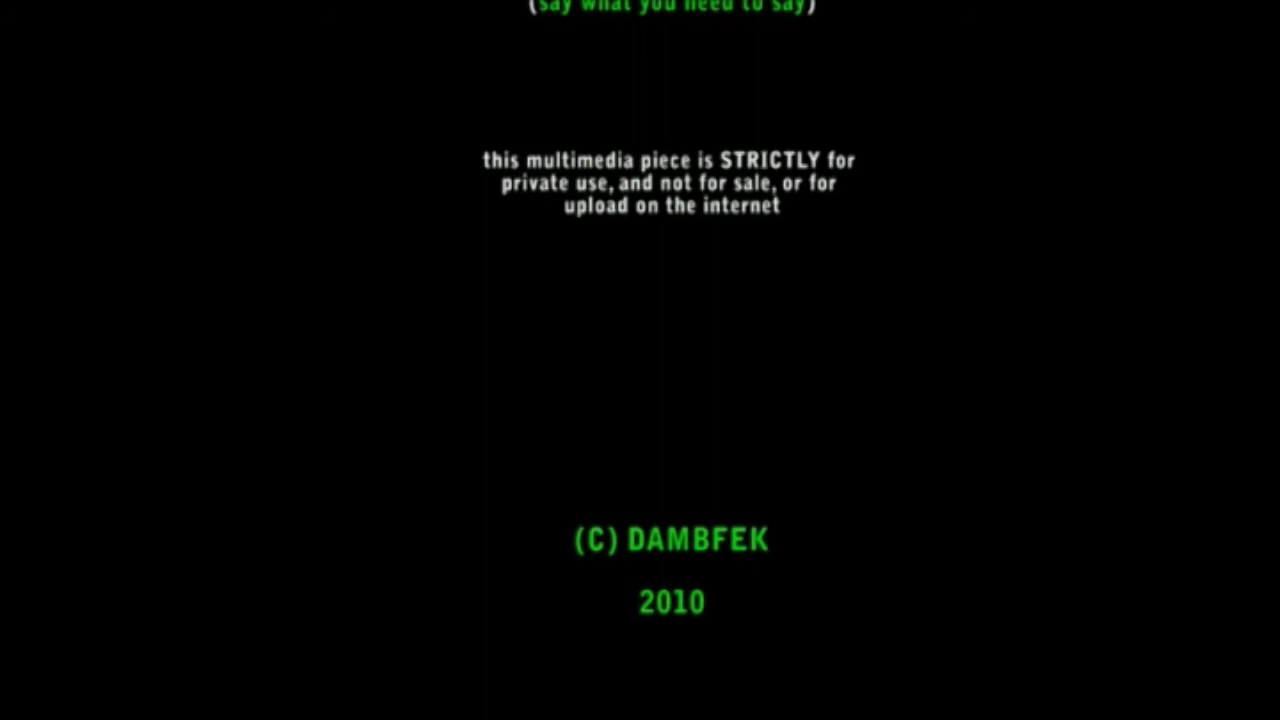 (say what you need to say)
this multimedia piece is STRICTLY for
private use, and not for sale, or for
upload on the internet
(C) DAMBFEK
2010